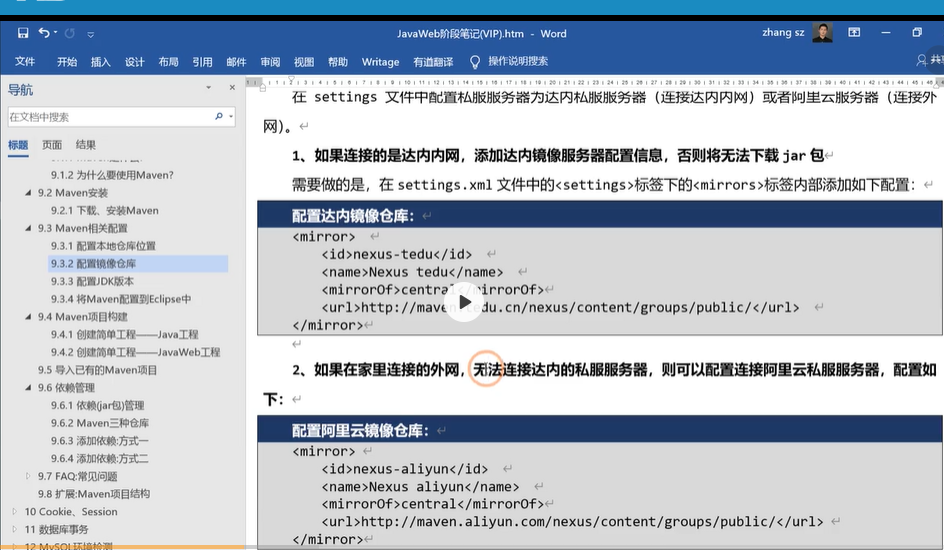 JavaWeb阶段笔记(VIP).htm - Word
zhang sz
文件 开始 插入 设计 布局 引用 邮件 审阅 视图 帮助 Writage 有道翻译 操作说明搜索
导航
在文档中搜索
标题 页面 结果
9.1.2 为什么要使用Maven?
9.2 Maven安装
9.2.1 下载、安装Maven
9.3 Maven相关配置
9.3.1 配置本地仓库位置
9.3.2 配置镜像仓库
9.3.3 配置JDK版本
9.3.4 将Maven配置到Eclipse中
9.4 Maven项目构建
9.4.1 创建简单工程——Java工程
9.4.2 创建简单工程——JavaWeb工程
9.5 导入已有的Maven项目
9.6 依赖管理
9.6.1 依赖(jar包)管理
9.6.2 Maven三种仓库
9.6.3 添加依赖:方式一
9.6.4 添加依赖:方式二
9.7 FAQ:常见问题
9.8 扩展:Maven项目结构
10 Cookie、Session
11 数据库事务
12 MySQL环境检测
在 settings 文件中配置私服服务器为达内私服服务器（连接达内内网）或者阿里云服务器（连接外
网）。
1、如果连接的是达内内网，添加达内镜像服务器配置信息，否则将无法下载 jar 包
需要做的是，在 settings.xml 文件中的<settings>标签下的<mirrors>标签内部添加如下配置：
配置达内镜像仓库：
<mirror>
<id>nexus-tedu</id>
<name>Nexus tedu</name>
<mirrorOf>central</mirrorOf>
<url>http://maven.tedu.cn/nexus/content/groups/public/</url>
</mirror>
2、如果在家里连接的外网，无法连接达内的私服服务器，则可以配置连接阿里云私服服务器，配置如
下：
配置阿里云镜像仓库：
<mirror>
<id>nexus-aliyun</id>
<name>Nexus aliyun</name>
<mirrorOf>central</mirrorOf>
<url>http://maven.aliyun.com/nexus/content/groups/public/</url>
</mirror>